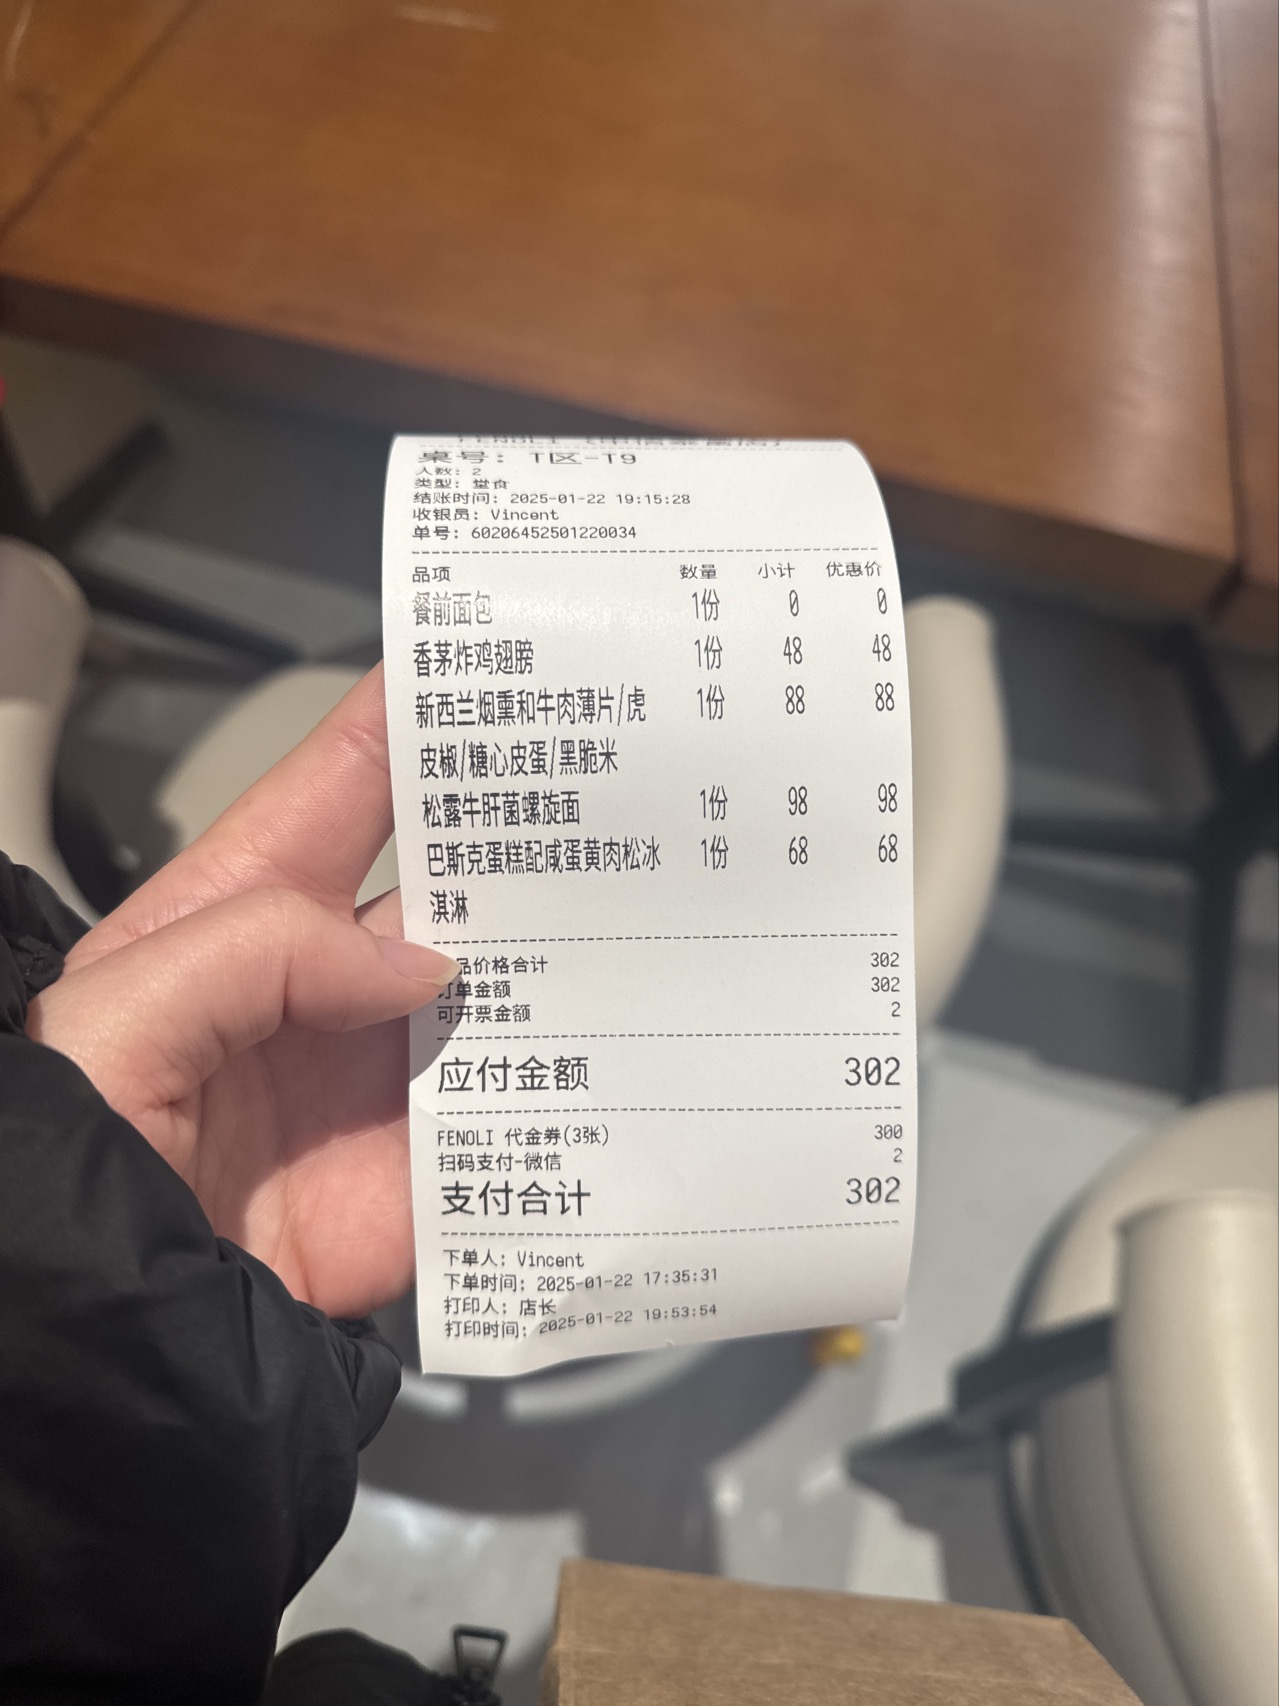 FENOLI (中信泰富店)
桌号: T区-T9
人数: 2
类型: 堂食
结账时间: 2025-01-22 19:15:28
收银员: Vincent
单号: 60206452501220034
品项 数量 小计 优惠价
餐前面包 1份 0 0
香茅炸鸡翅膀 1份 48 48
新西兰烟熏和牛肉薄片/虎 1份 88 88
皮椒/糖心皮蛋/黑脆米
松露牛肝菌螺旋面 1份 98 98
巴斯克蛋糕配咸蛋黄肉松冰 1份 68 68
淇淋
品价格合计 302
订单金额 302
可开票金额 2
应付金额 302
FENOLI 代金券(3张) 300
扫码支付-微信 2
支付合计 302
下单人: Vincent
下单时间: 2025-01-22 17:35:31
打印人: 店长
打印时间: 2025-01-22 19:53:54